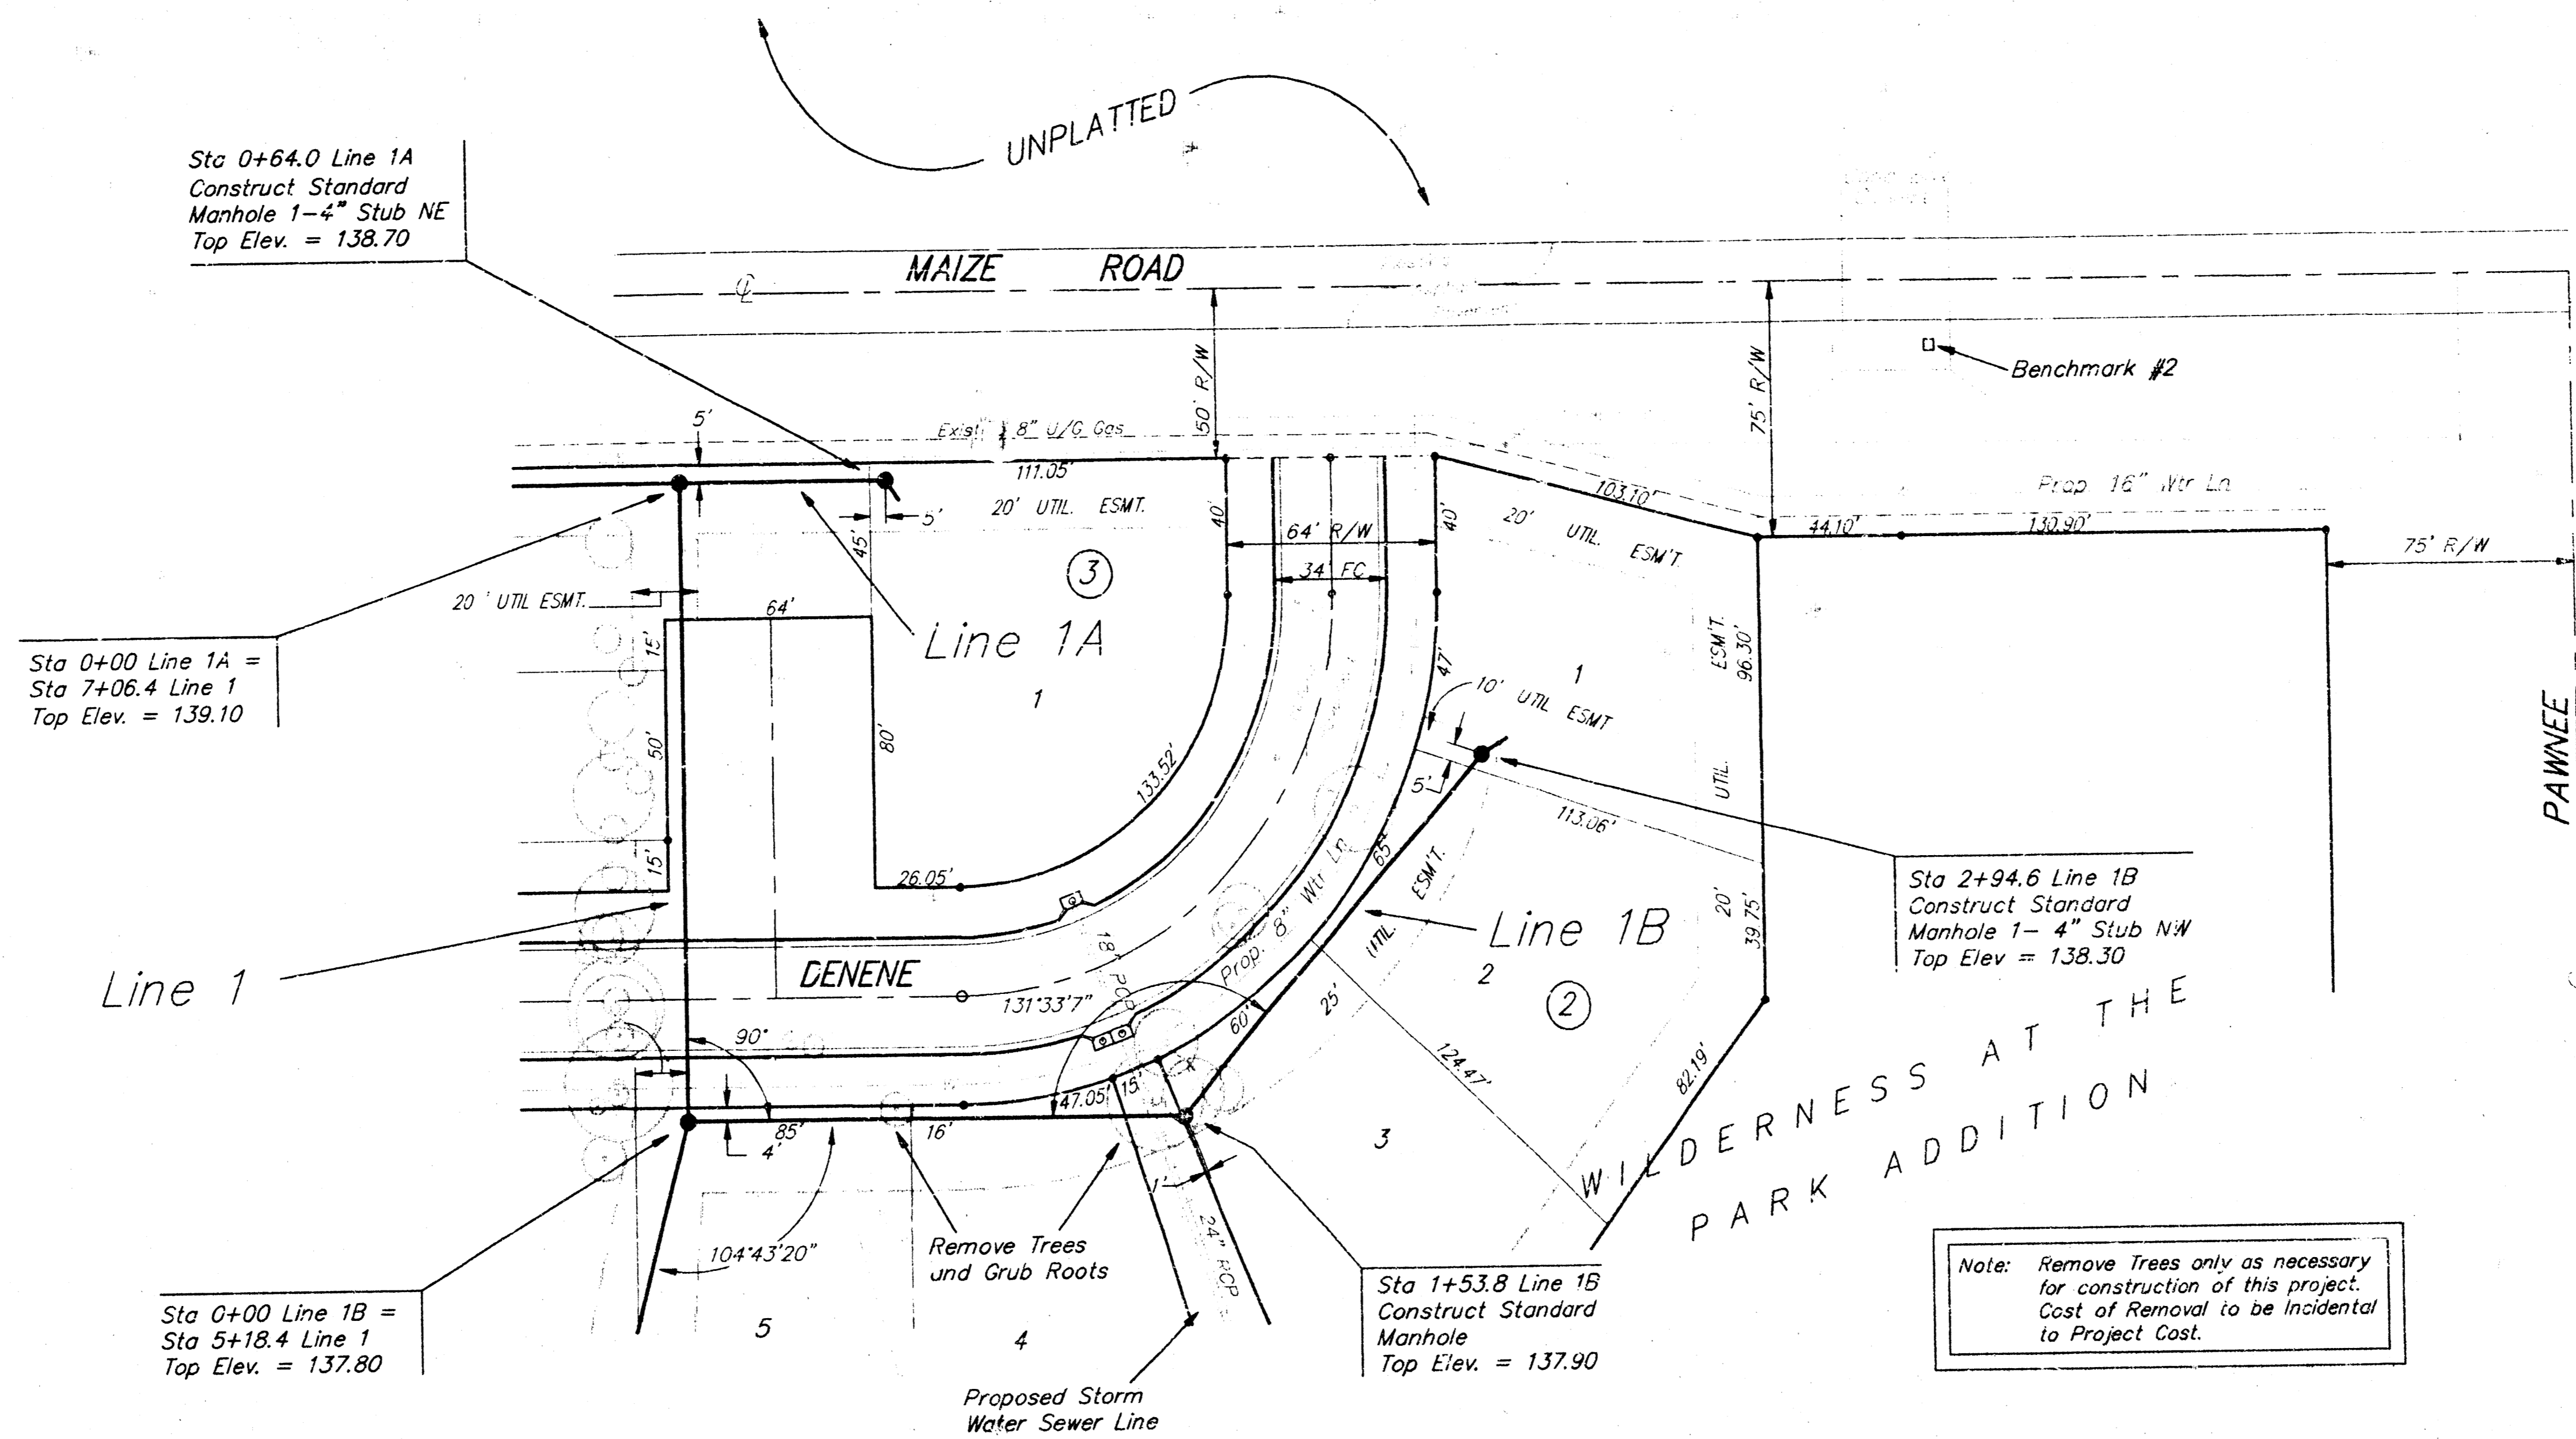 UNPLATTED
Sta 0+64.0 Line 1A
Construct Standard
Manhole 1-4" Stub NE
Top Elev. = 138.70
MAIZE ROAD
℄
50' R/W
75' R/W
Benchmark #2
5'
Exist 8" U/G Gas
111.05'
5'
20' UTIL. ESMT.
45'
40'
64' R/W
40'
34' FC
103.10'
20' UTIL. ESM'T.
Prop. 16" Wtr Ln
44.10'
130.90'
75' R/W
3
20' UTIL ESMT.
64'
15'
Line 1A
1
Sta 0+00 Line 1A =
Sta 7+06.4 Line 1
Top Elev. = 139.10
50'
80'
133.52'
47'
10' UTIL ESMT
1
ESM'T.
96.30'
UTIL.
20'
39.75'
5'
113.06'
PAWNEE
15'
26.05'
65'
Prop. 8" Wtr Ln
UTIL. ESM'T.
Line 1B
2
2
Sta 2+94.6 Line 1B
Construct Standard
Manhole 1- 4" Stub NW
Top Elev = 138.30
Line 1
DENENE
18" RCP
131°33'7"
90°
60'
25'
124.47'
82.19'
WILDERNESS AT THE
PARK ADDITION
47.05'
15'
85'
16'
4'
1'
3
104°43'20"
Remove Trees
and Grub Roots
24" RCP
Sta 0+00 Line 1B =
Sta 5+18.4 Line 1
Top Elev. = 137.80
5
4
Sta 1+53.8 Line 1B
Construct Standard
Manhole
Top Elev. = 137.90
Proposed Storm
Water Sewer Line
Note: Remove Trees only as necessary
for construction of this project.
Cost of Removal to be Incidental
to Project Cost.